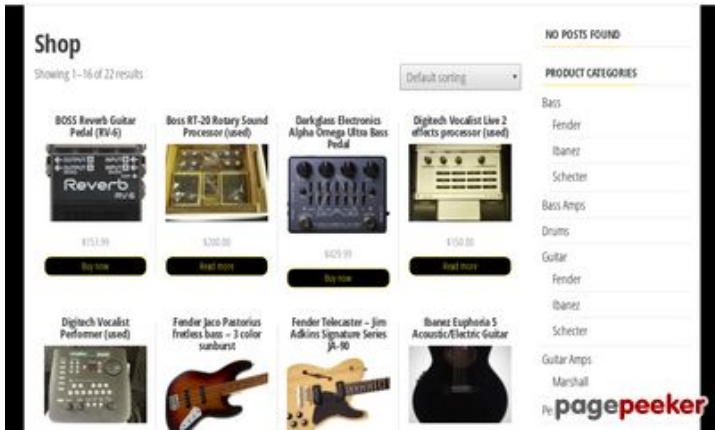 Shop
Showing 1–16 of 22 results
Default sorting
BOSS Reverb Guitar
Pedal (RV-6)
Reverb
RV-6
$153.99
Buy now
Boss RT-20 Rotary Sound
Processor (used)
$200.00
Read more
Darkglass Electronics
Alpha Omega Ultra Bass
Pedal
$429.99
Buy now
Digitech Vocalist Live 2
effects processor (used)
$150.00
Read more
Digitech Vocalist
Performer (used)
Fender Jaco Pastorius
fretless bass – 3 color
sunburst
Fender Telecaster – Jim
Adkins Signature Series
JA-90
Ibanez Euphoria 5
Acoustic/Electric Guitar
NO POSTS FOUND
PRODUCT CATEGORIES
Bass
Fender
Ibanez
Schecter
Bass Amps
Drums
Guitar
Fender
Ibanez
Schecter
Guitar Amps
Marshall
pagepeeker